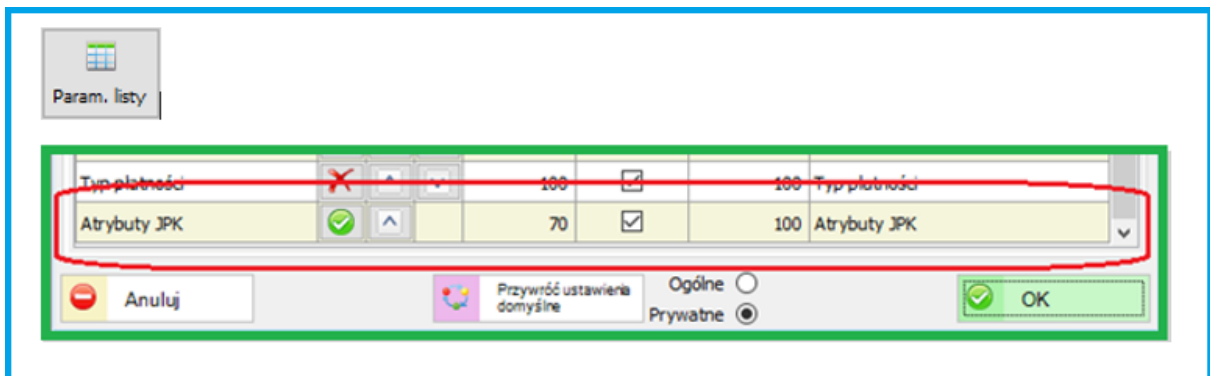 Param. listy
Typ płatności 100 100 Typ płatności
Atrybuty JPK 70 100 Atrybuty JPK
Anuluj
Przywróć ustawienia
domyślne
Ogólne
Prywatne
OK